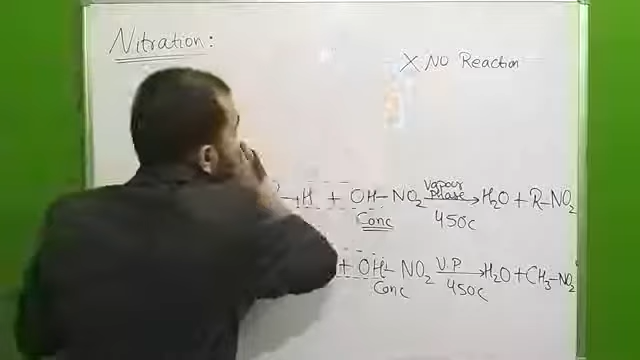 Nitration:
X NO Reaction
-H + OH-NO2 Vapour Phase → H2O + R-NO2
Conc 450c
+ OH-NO2 V.P → H2O + CH3-NO2
Conc 450c